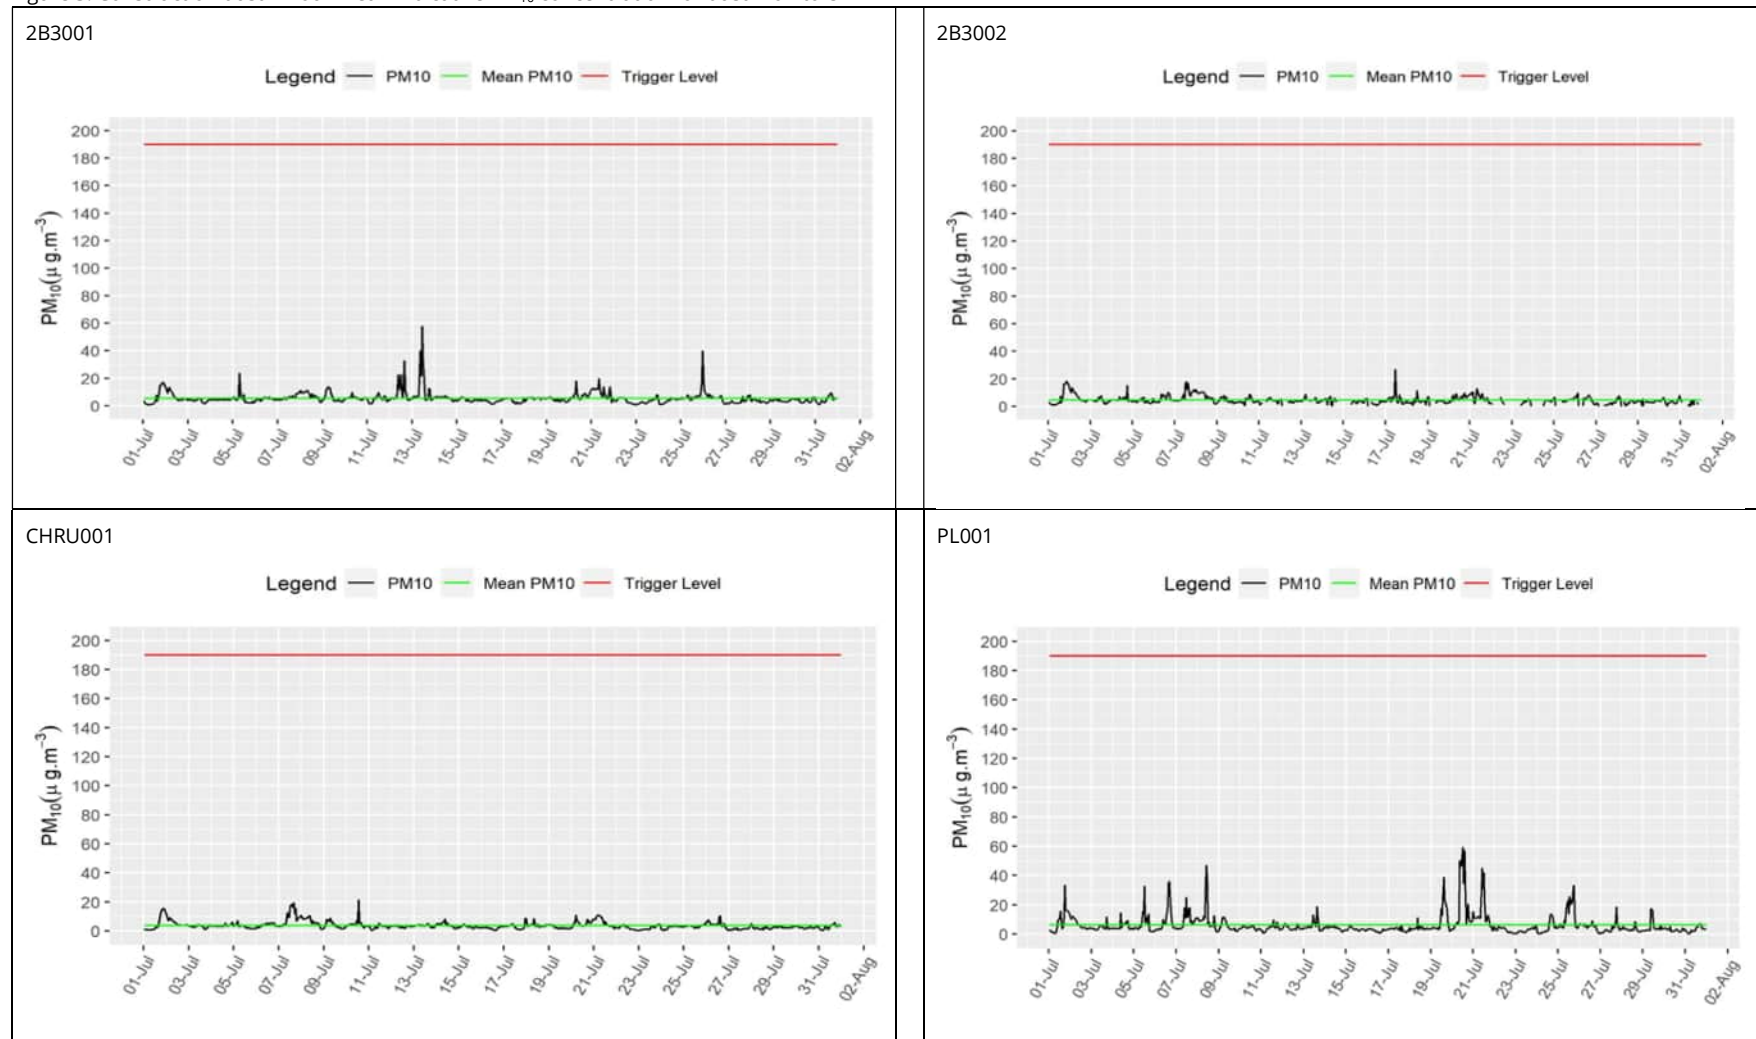 2B3001
Legend PM10 Mean PM10 Trigger Level
PM10(μ g.m−3)
200
180
160
140
120
100
80
60
40
20
0
01-Jul 03-Jul 05-Jul 07-Jul 09-Jul 11-Jul 13-Jul 15-Jul 17-Jul 19-Jul 21-Jul 23-Jul 25-Jul 27-Jul 29-Jul 31-Jul 02-Aug
2B3002
Legend PM10 Mean PM10 Trigger Level
PM10(μ g.m−3)
200
180
160
140
120
100
80
60
40
20
0
01-Jul 03-Jul 05-Jul 07-Jul 09-Jul 11-Jul 13-Jul 15-Jul 17-Jul 19-Jul 21-Jul 23-Jul 25-Jul 27-Jul 29-Jul 31-Jul 02-Aug
CHRU001
Legend PM10 Mean PM10 Trigger Level
PM10(μ g.m−3)
200
180
160
140
120
100
80
60
40
20
0
01-Jul 03-Jul 05-Jul 07-Jul 09-Jul 11-Jul 13-Jul 15-Jul 17-Jul 19-Jul 21-Jul 23-Jul 25-Jul 27-Jul 29-Jul 31-Jul 02-Aug
PL001
Legend PM10 Mean PM10 Trigger Level
PM10(μ g.m−3)
200
180
160
140
120
100
80
60
40
20
0
01-Jul 03-Jul 05-Jul 07-Jul 09-Jul 11-Jul 13-Jul 15-Jul 17-Jul 19-Jul 21-Jul 23-Jul 25-Jul 27-Jul 29-Jul 31-Jul 02-Aug